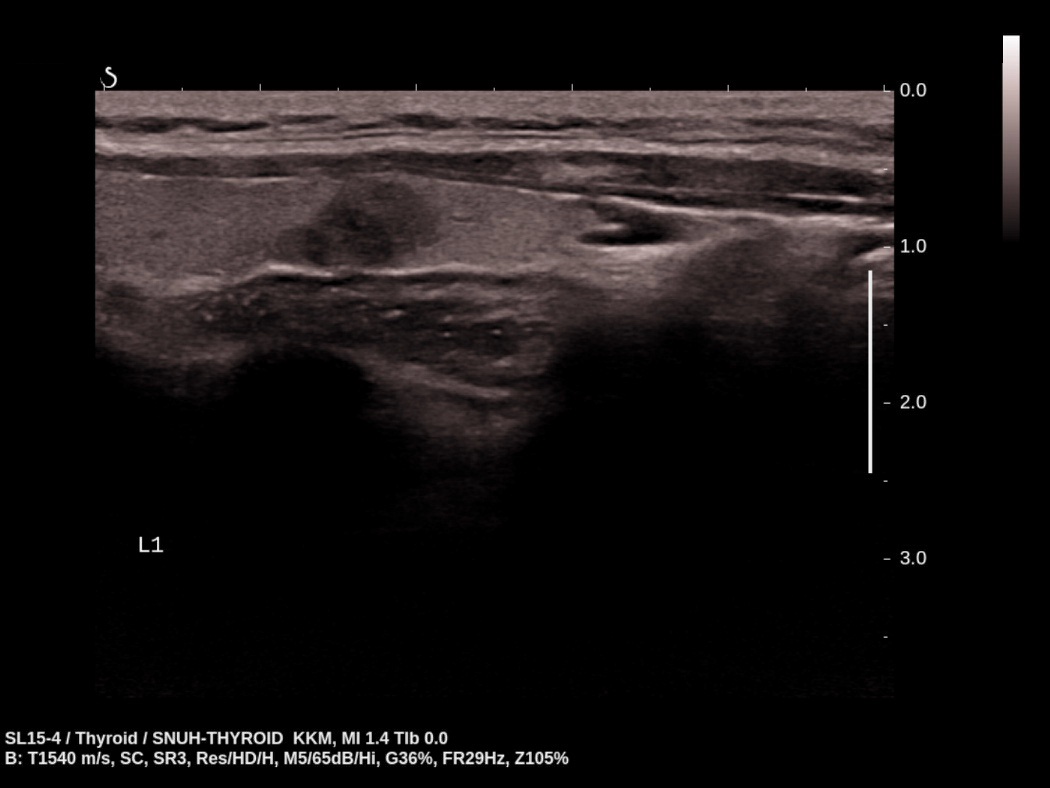 0.0
1.0
2.0
L1
3.0
SL15-4 / Thyroid / SNUH-THYROID KKM, MI 1.4 TIb 0.0
B: T1540 m/s, SC, SR3, Res/HD/H, M5/65dB/Hi, G36%, FR29Hz, Z105%